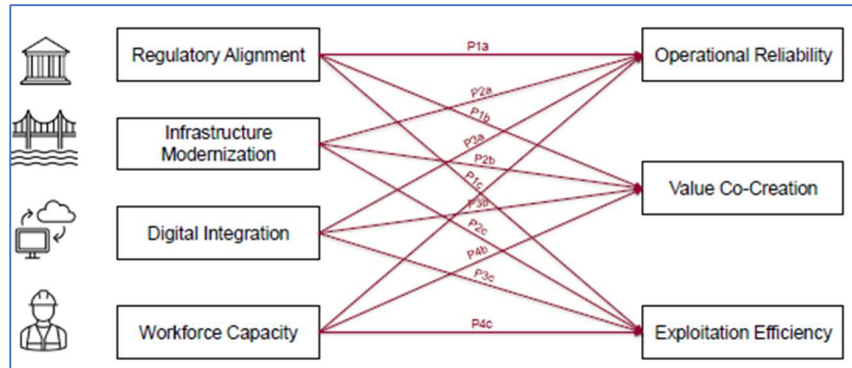 Regulatory Alignment
P1a
Operational Reliability
P2a
P1b
Infrastructure
Modernization
P3a
P2b
P1c
Value Co-Creation
P3b
Digital Integration
P2c
P4b
P3c
Workforce Capacity
P4c
Exploitation Efficiency